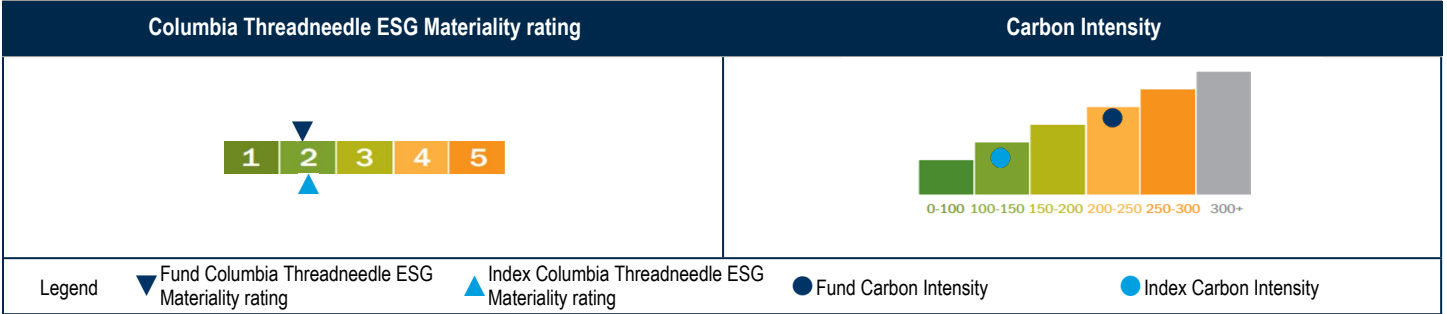 Columbia Threadneedle ESG Materiality rating
Carbon Intensity
1 2 3 4 5
0-100 100-150 150-200 200-250 250-300 300+
Legend
Fund Columbia Threadneedle ESG
Materiality rating
Index Columbia Threadneedle ESG
Materiality rating
Fund Carbon Intensity
Index Carbon Intensity